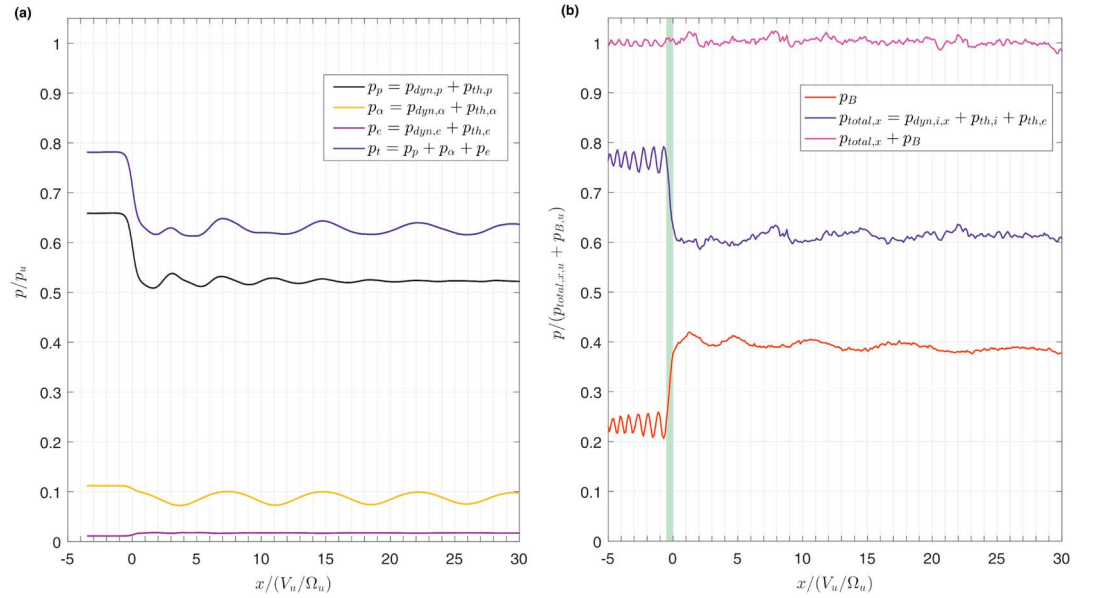 (a)
1
0.9
0.8
0.7
0.6
0.5
0.4
0.3
0.2
0.1
0
p/p_u
-5 0 5 10 15 20 25 30
x/(V_u/Ω_u)
p_p = p_{dyn,p} + p_{th,p}
p_α = p_{dyn,α} + p_{th,α}
p_e = p_{dyn,e} + p_{th,e}
p_t = p_p + p_α + p_e
(b)
1
0.9
0.8
0.7
0.6
0.5
0.4
0.3
0.2
0.1
0
p/(p_{total,x,u} + p_{B,u})
-5 0 5 10 15 20 25 30
x/(V_u/Ω_u)
p_B
p_{total,x} = p_{dyn,i,x} + p_{th,i} + p_{th,e}
p_{total,x} + p_B